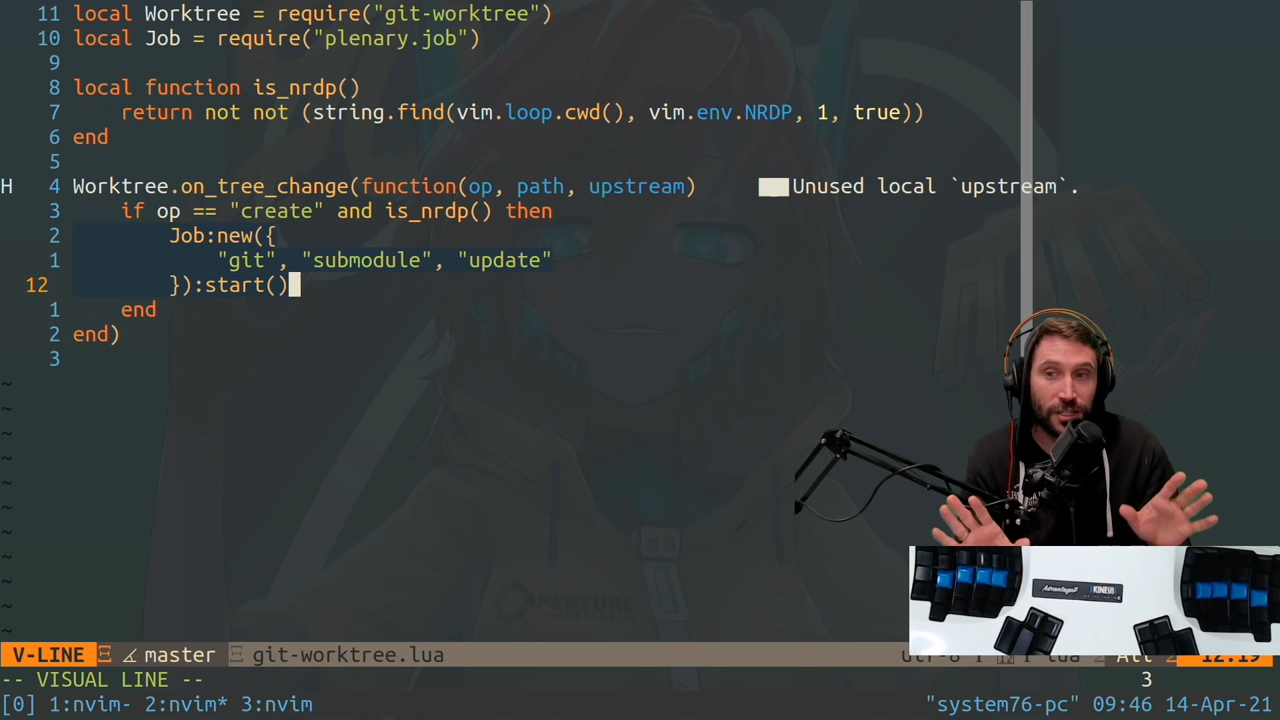 11 local Worktree = require("git-worktree")
10 local Job = require("plenary.job")
9
8 local function is_nrdp()
7 return not not (string.find(vim.loop.cwd(), vim.env.NRDP, 1, true))
6 end
5
H 4 Worktree.on_tree_change(function(op, path, upstream) Unused local `upstream`.
3 if op == "create" and is_nrdp() then
2 Job:new({
1 "git", "submodule", "update"
12 }):start()
1 end
2 end)
3
~
~
~
~
~
~
~
~
~
~
~
APERTURE
Advantage2 KINESIS
V-LINE master git-worktree.lua
-- VISUAL LINE -- 3
[0] 1:nvim- 2:nvim* 3:nvim "system76-pc" 09:46 14-Apr-21